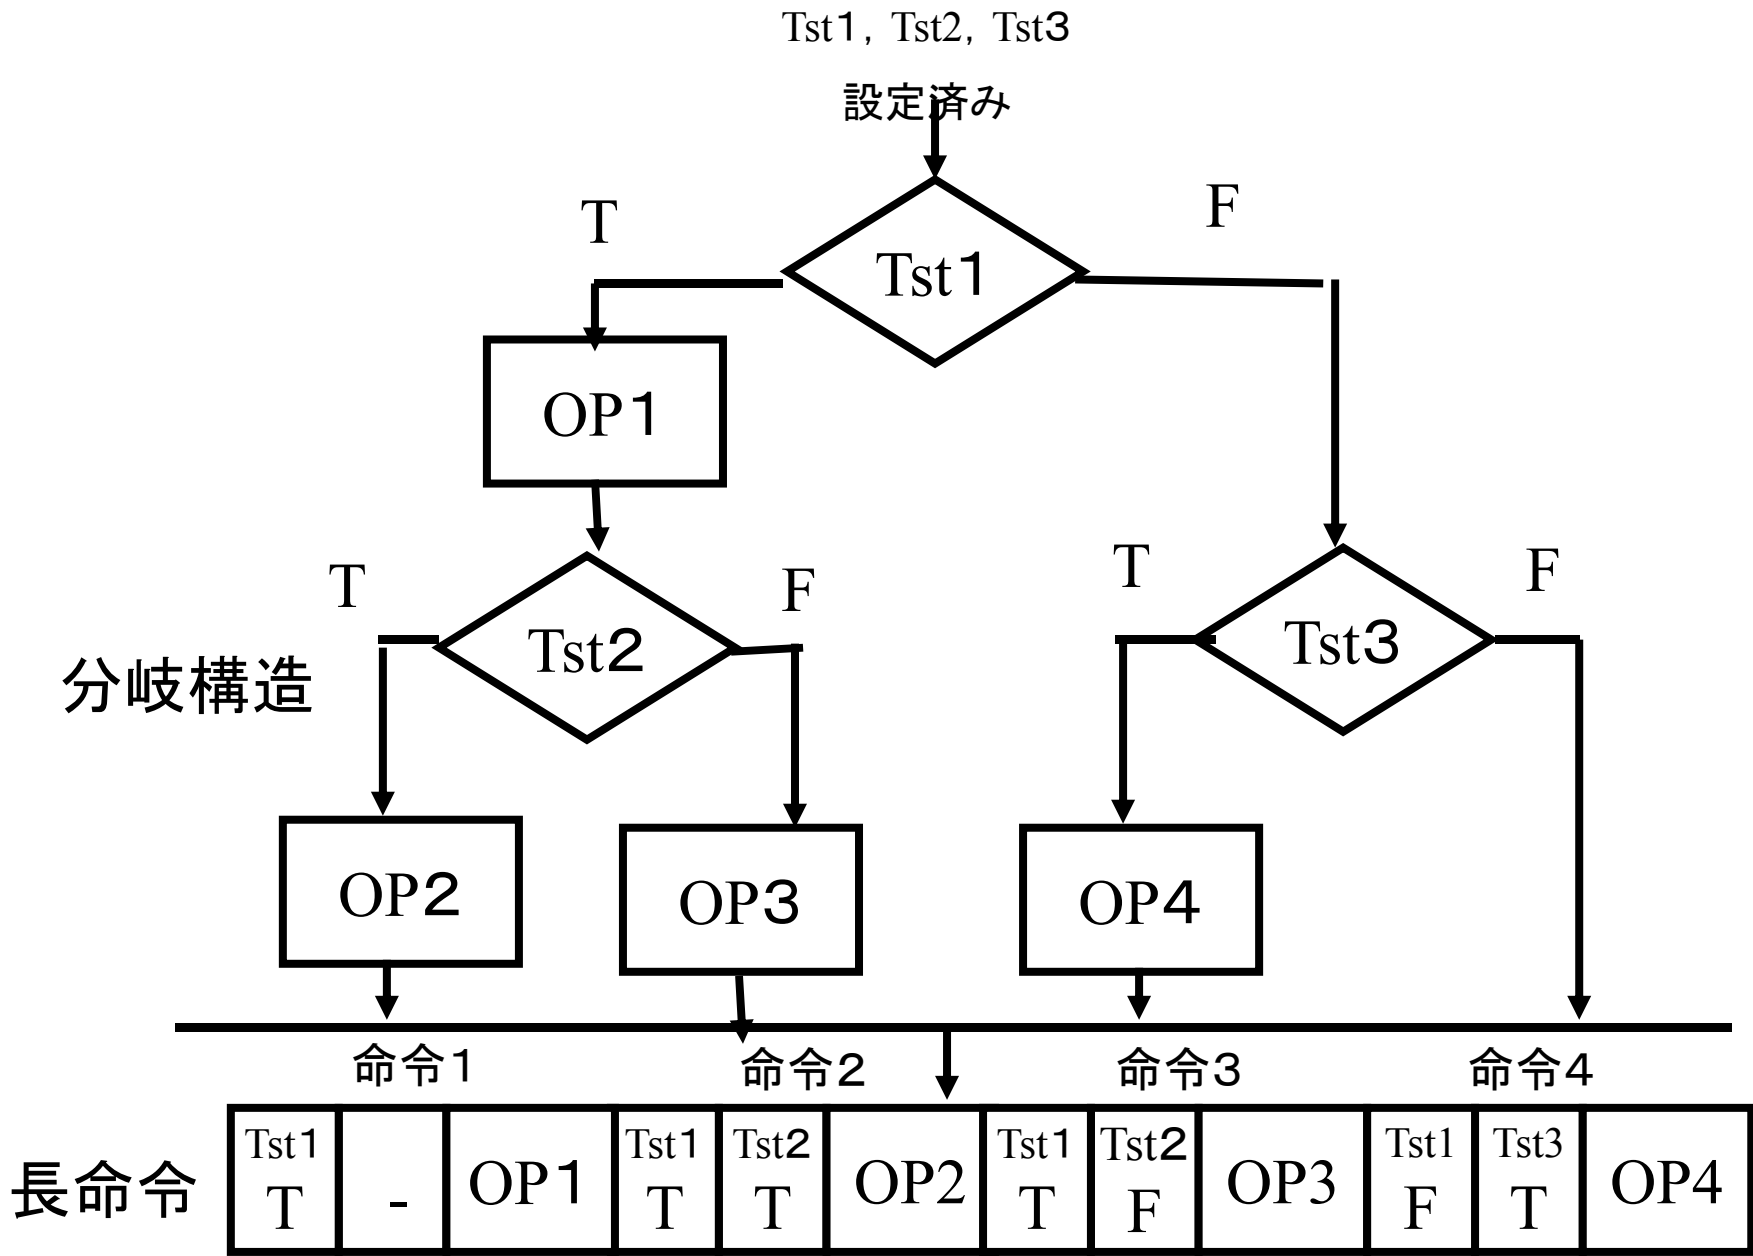 Tst1, Tst2, Tst3
設定済み
T
F
Tst1
OP1
T
F
T
F
Tst2
Tst3
分岐構造
OP2
OP3
OP4
命令1
命令2
命令3
命令4
長命令
Tst1 T
-
OP1
Tst1 T
Tst2 T
OP2
Tst1 T
Tst2 F
OP3
Tst1 F
Tst3 T
OP4